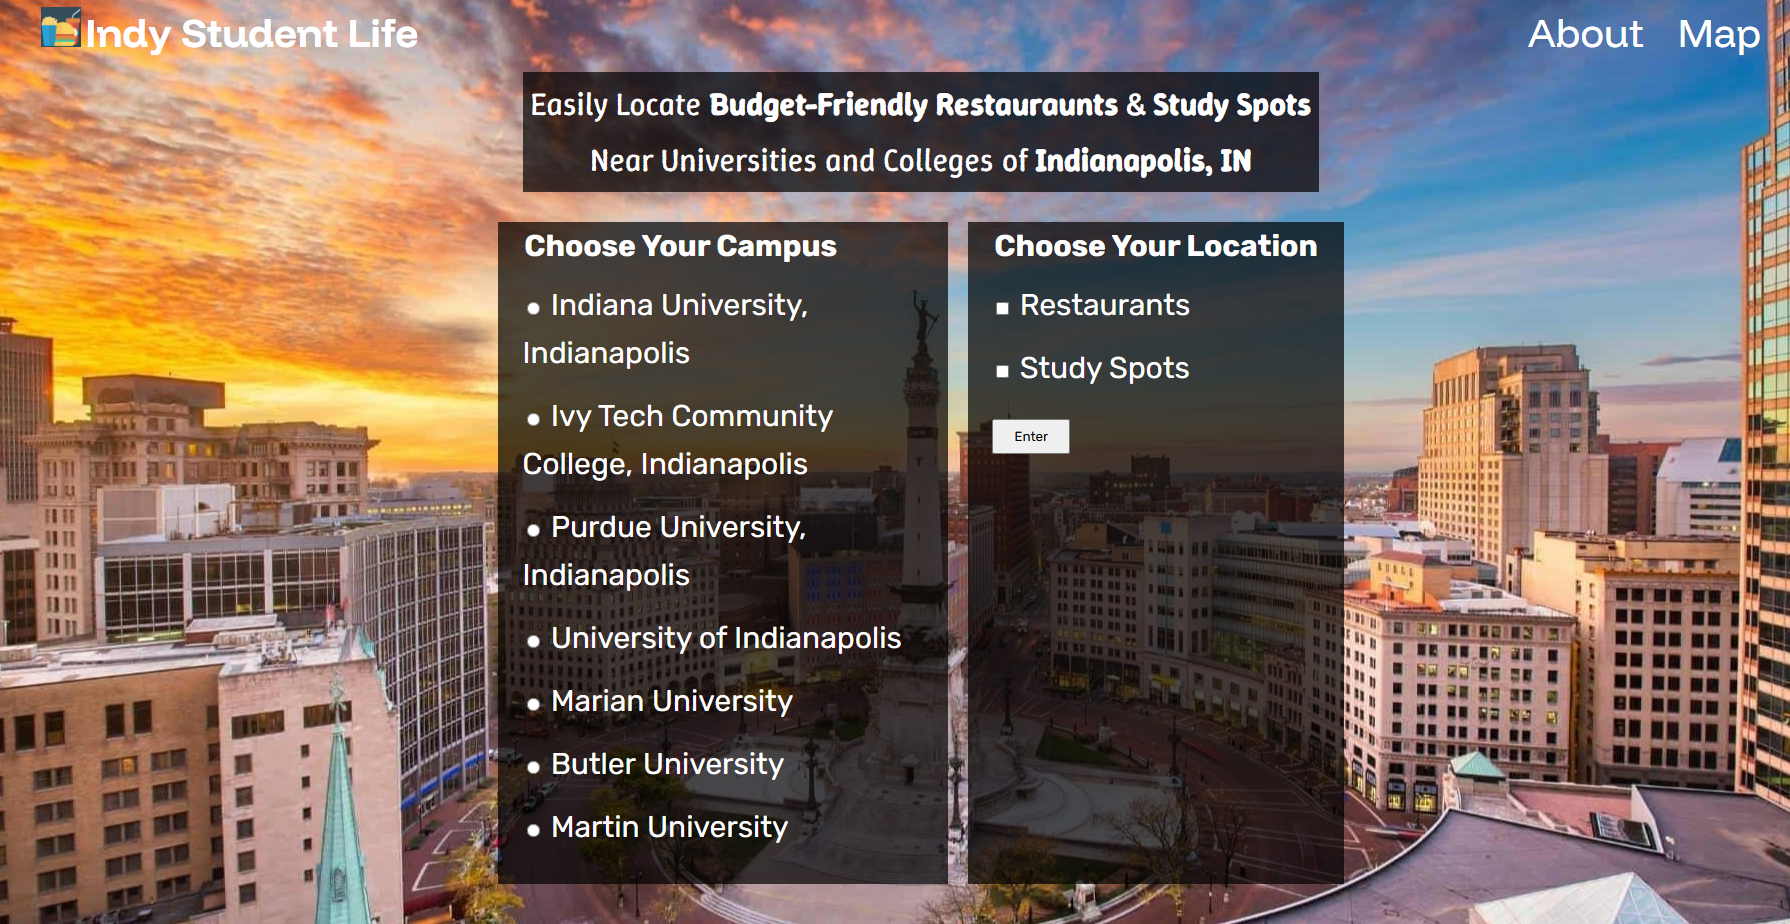 Indy Student Life
About Map
Easily Locate Budget-Friendly Restauraunts & Study Spots
Near Universities and Colleges of Indianapolis, IN
Choose Your Campus
Indiana University,
Indianapolis
Ivy Tech Community
College, Indianapolis
Purdue University,
Indianapolis
University of Indianapolis
Marian University
Butler University
Martin University
Choose Your Location
Restaurants
Study Spots
Enter